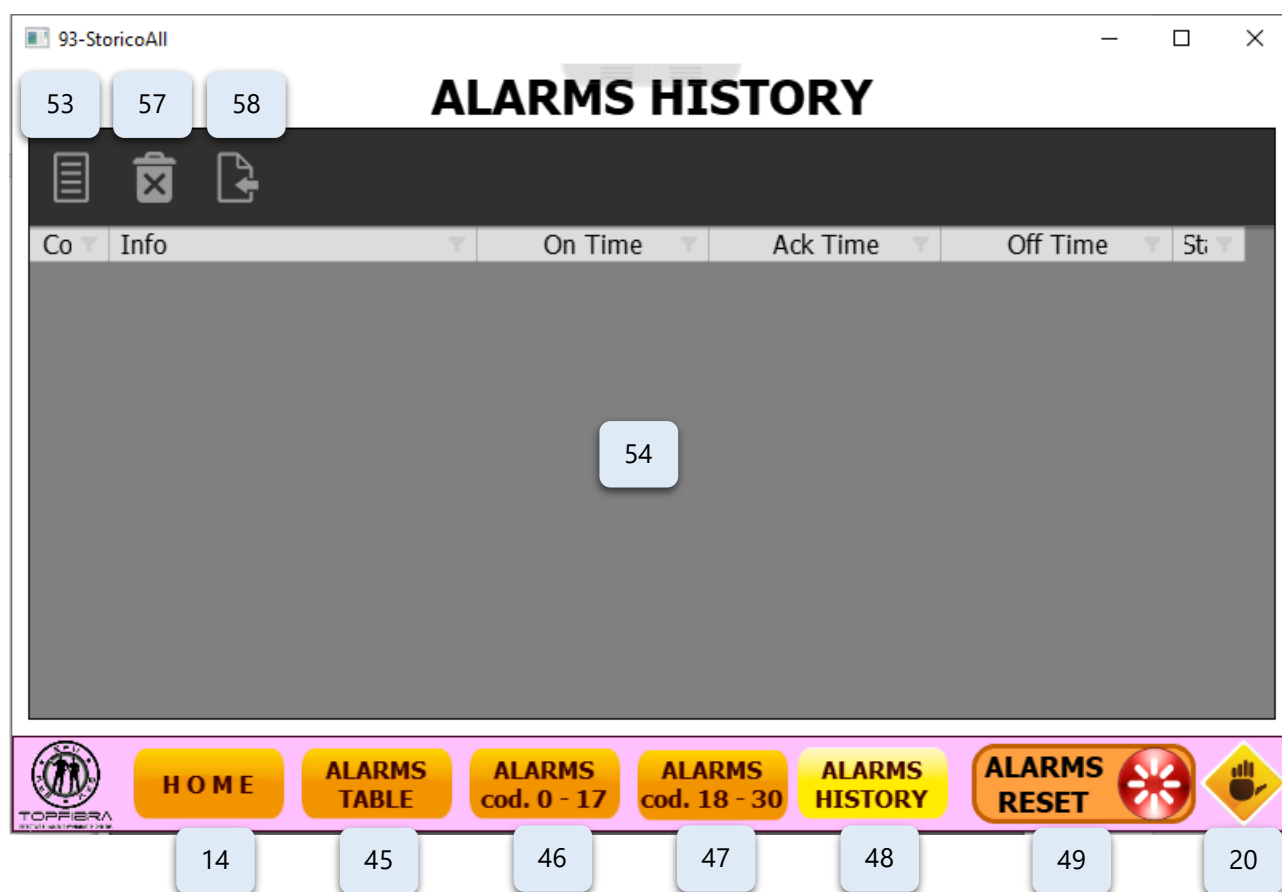 93-StoricoAll
53 57 58 ALARMS HISTORY
Co Info On Time Ack Time Off Time Sta
54
HOME
ALARMS TABLE
ALARMS cod. 0 - 17
ALARMS cod. 18 - 30
ALARMS HISTORY
ALARMS RESET
TOPFIBRA
14 45 46 47 48 49 20